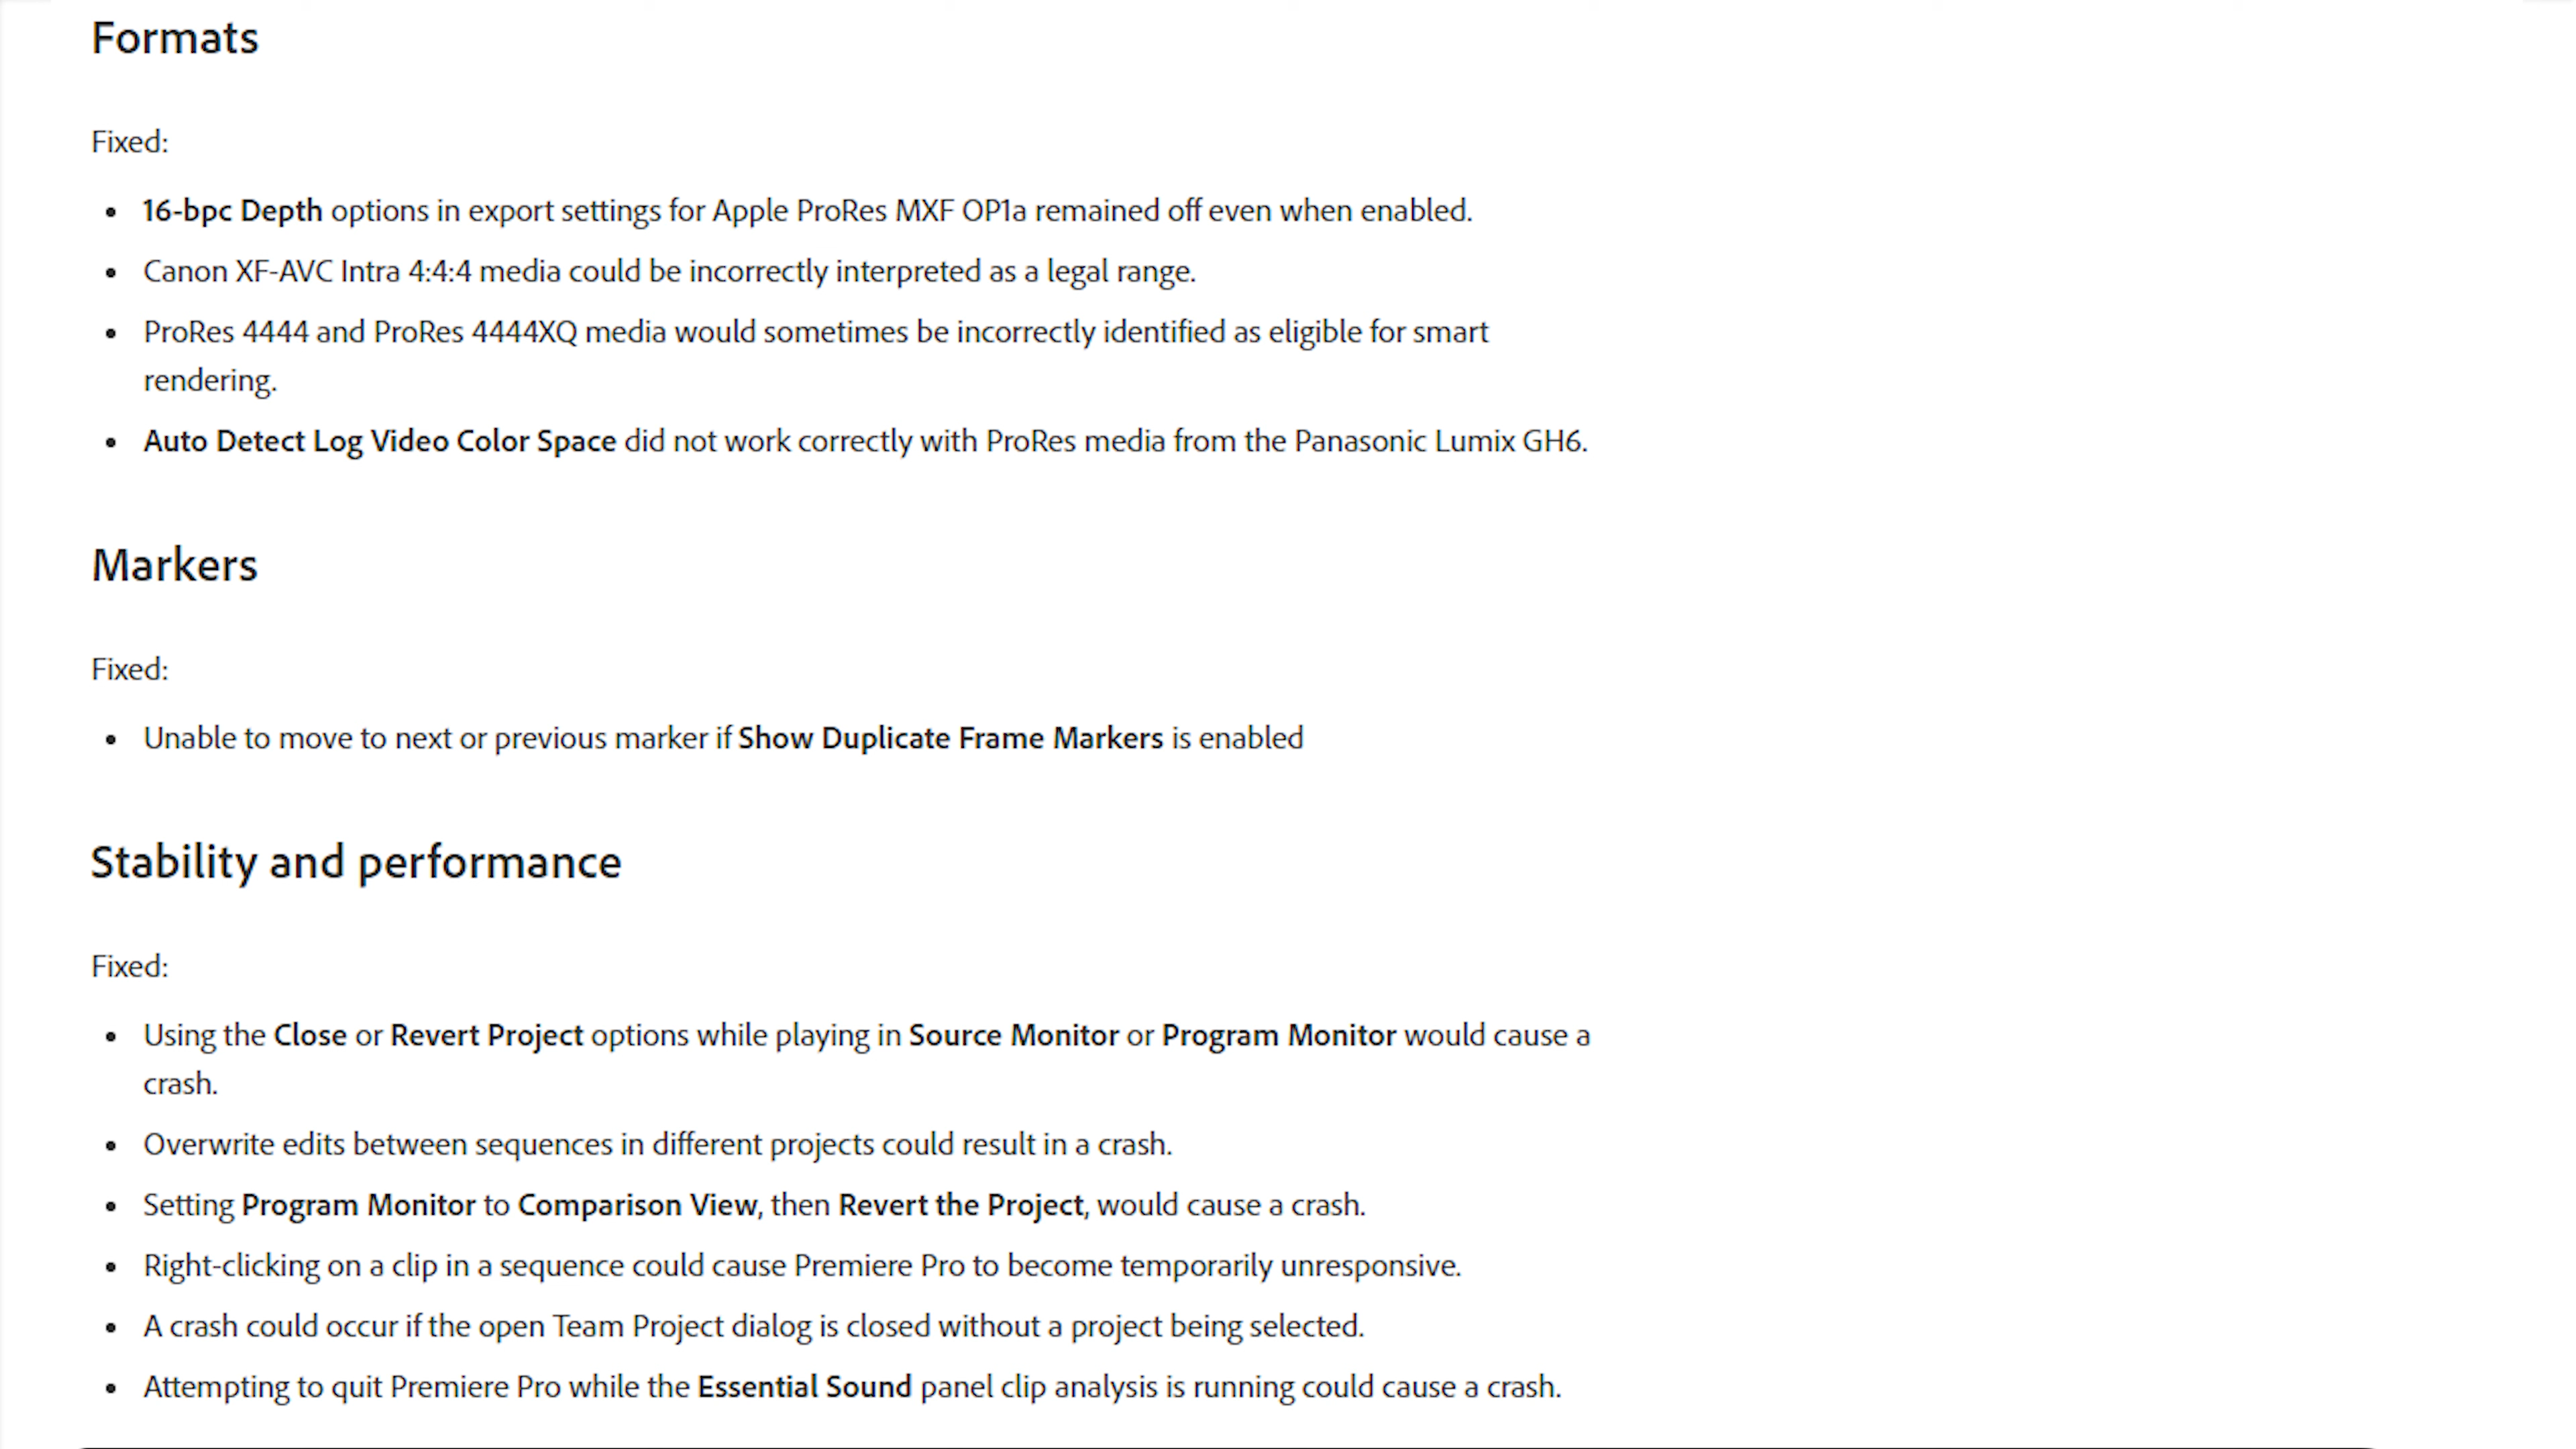 Formats
Fixed:
• 16-bpc Depth options in export settings for Apple ProRes MXF OP1a remained off even when enabled.
• Canon XF-AVC Intra 4:4:4 media could be incorrectly interpreted as a legal range.
• ProRes 4444 and ProRes 4444XQ media would sometimes be incorrectly identified as eligible for smart
rendering.
• Auto Detect Log Video Color Space did not work correctly with ProRes media from the Panasonic Lumix GH6.
Markers
Fixed:
• Unable to move to next or previous marker if Show Duplicate Frame Markers is enabled
Stability and performance
Fixed:
• Using the Close or Revert Project options while playing in Source Monitor or Program Monitor would cause a
crash.
• Overwrite edits between sequences in different projects could result in a crash.
• Setting Program Monitor to Comparison View, then Revert the Project, would cause a crash.
• Right-clicking on a clip in a sequence could cause Premiere Pro to become temporarily unresponsive.
• A crash could occur if the open Team Project dialog is closed without a project being selected.
• Attempting to quit Premiere Pro while the Essential Sound panel clip analysis is running could cause a crash.